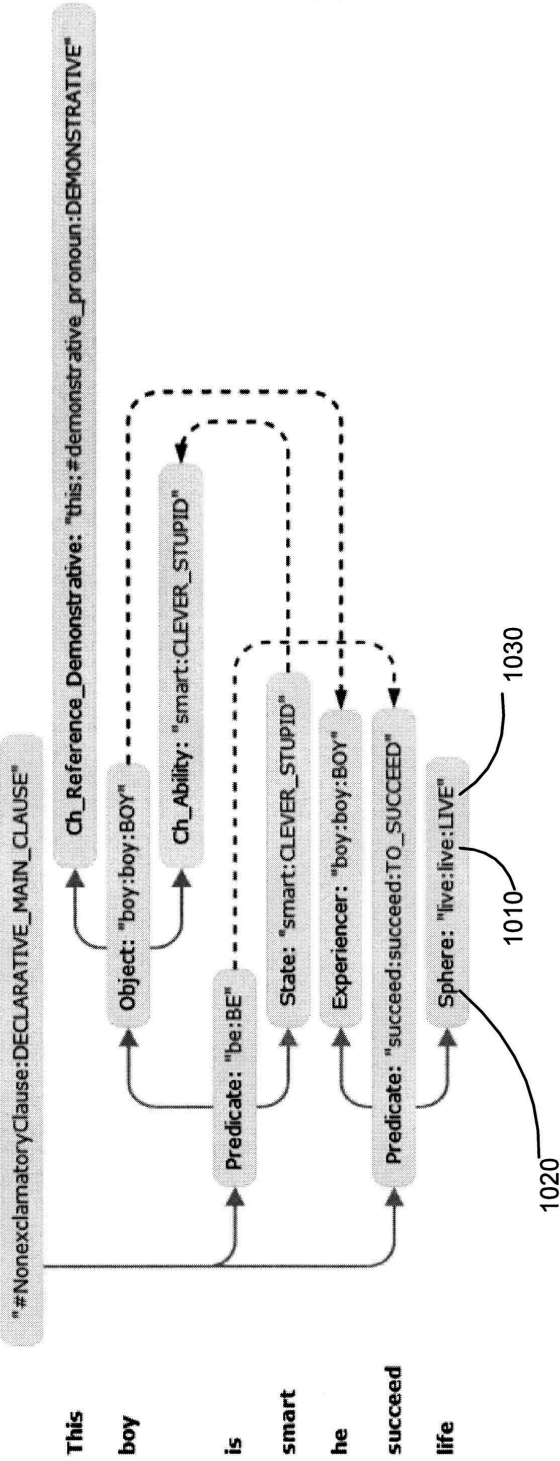 "#NonexclamatoryClause:DECLARATIVE_MAIN_CLAUSE"
This Ch_Reference_Demonstrative: "this:#demonstrative_pronoun:DEMONSTRATIVE"
boy Object: "boy:boy:BOY"
Ch_Ability: "smart:CLEVER_STUPID"
is Predicate: "be:BE"
smart State: "smart:CLEVER_STUPID"
he Experiencer: "boy:boy:BOY"
succeed Predicate: "succeed:succeed:TO_SUCCEED"
life Sphere: "live:live:LIVE"
1020
1010
1030